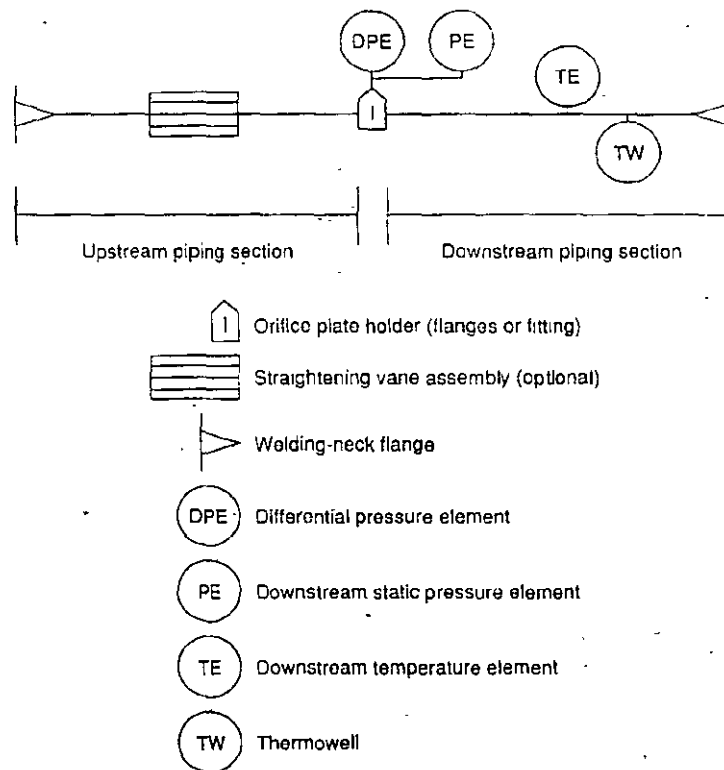 DPE PE
TE
I
TW
Upstream piping section Downstream piping section
I Orifice plate holder (flanges or fitting)
Straightening vane assembly (optional)
Welding-neck flange
DPE Differential pressure element
PE Downstream static pressure element
TE Downstream temperature element
TW Thermowell